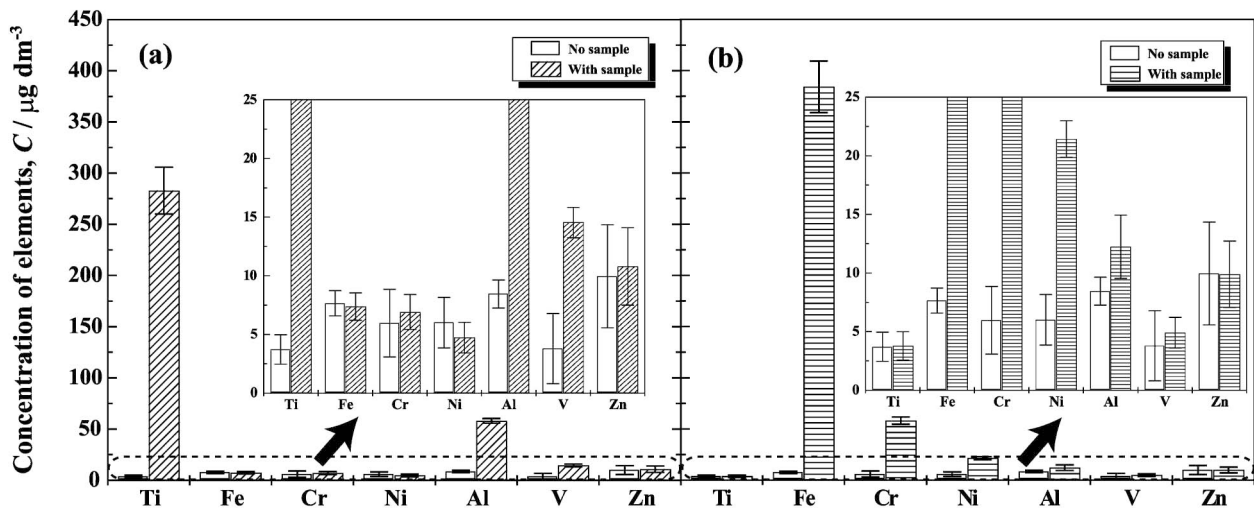 Concentration of elements, C / μg dm-3
450
400
350
300
250
200
150
100
50
0
(a)
No sample
With sample
25
20
15
10
5
0
Ti Fe Cr Ni Al V Zn
Ti Fe Cr Ni Al V Zn
(b)
No sample
With sample
25
20
15
10
5
0
Ti Fe Cr Ni Al V Zn
Ti Fe Cr Ni Al V Zn